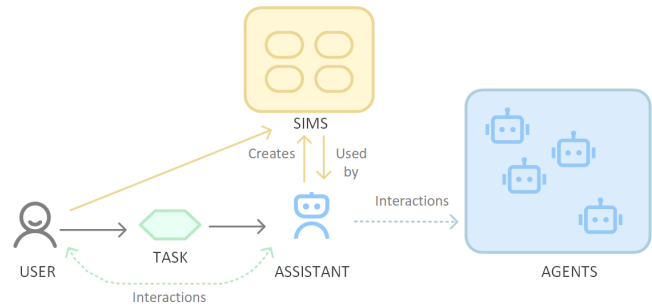 SIMS
Creates
Used
by
Interactions
USER
TASK
ASSISTANT
AGENTS
Interactions